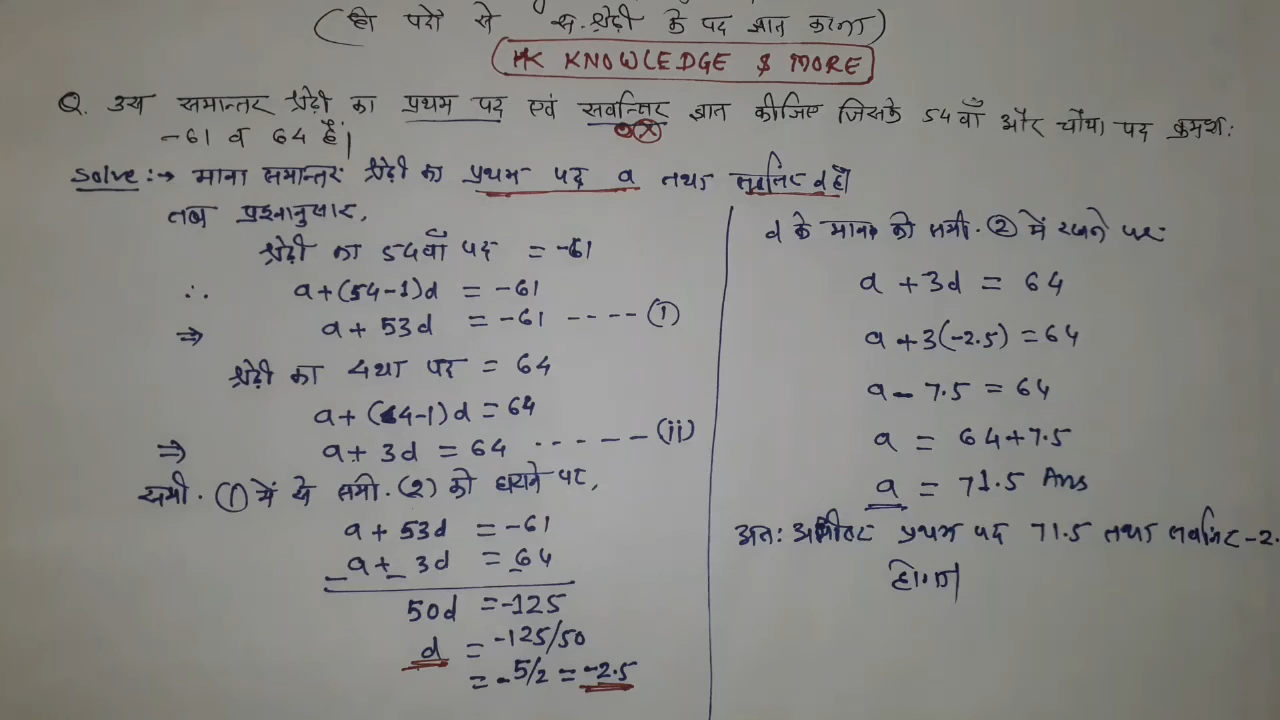 (दो पदों से स. श्रेढ़ी के पद ज्ञात करना)
HK KNOWLEDGE $ MORE
Q. उस समान्तर श्रेढ़ी का प्रथम पद एवं सर्वान्तर ज्ञात कीजिए जिसके 54वाँ और चौथा पद क्रमश:
-61 व 64 हैं।
Solve :→ माना समान्तर श्रेढ़ी का प्रथम पद a तथा सर्वान्तर d है।
तब प्रश्नानुसार,
श्रेढ़ी का 54वाँ पद = -61
∴ a+(54-1)d = -61
⇒ a + 53d = -61 ---- (1)
श्रेढ़ी का 4था पद = 64
a+(4-1)d = 64
⇒ a + 3d = 64 ------ (ii)
समी. (1) में से समी. (2) को घटाने पर,
a + 53d = -61
_a + _ 3d = _64
50d = -125
d = -125/50
= -5/2 = -2.5
d के मान को समी. (2) में रखने पर
a + 3d = 64
a + 3(-2.5) = 64
a - 7.5 = 64
a = 64+7.5
a = 71.5 Ans
अत: अभीष्ट प्रथम पद 71.5 तथा सर्वान्तर -2.
होगा।